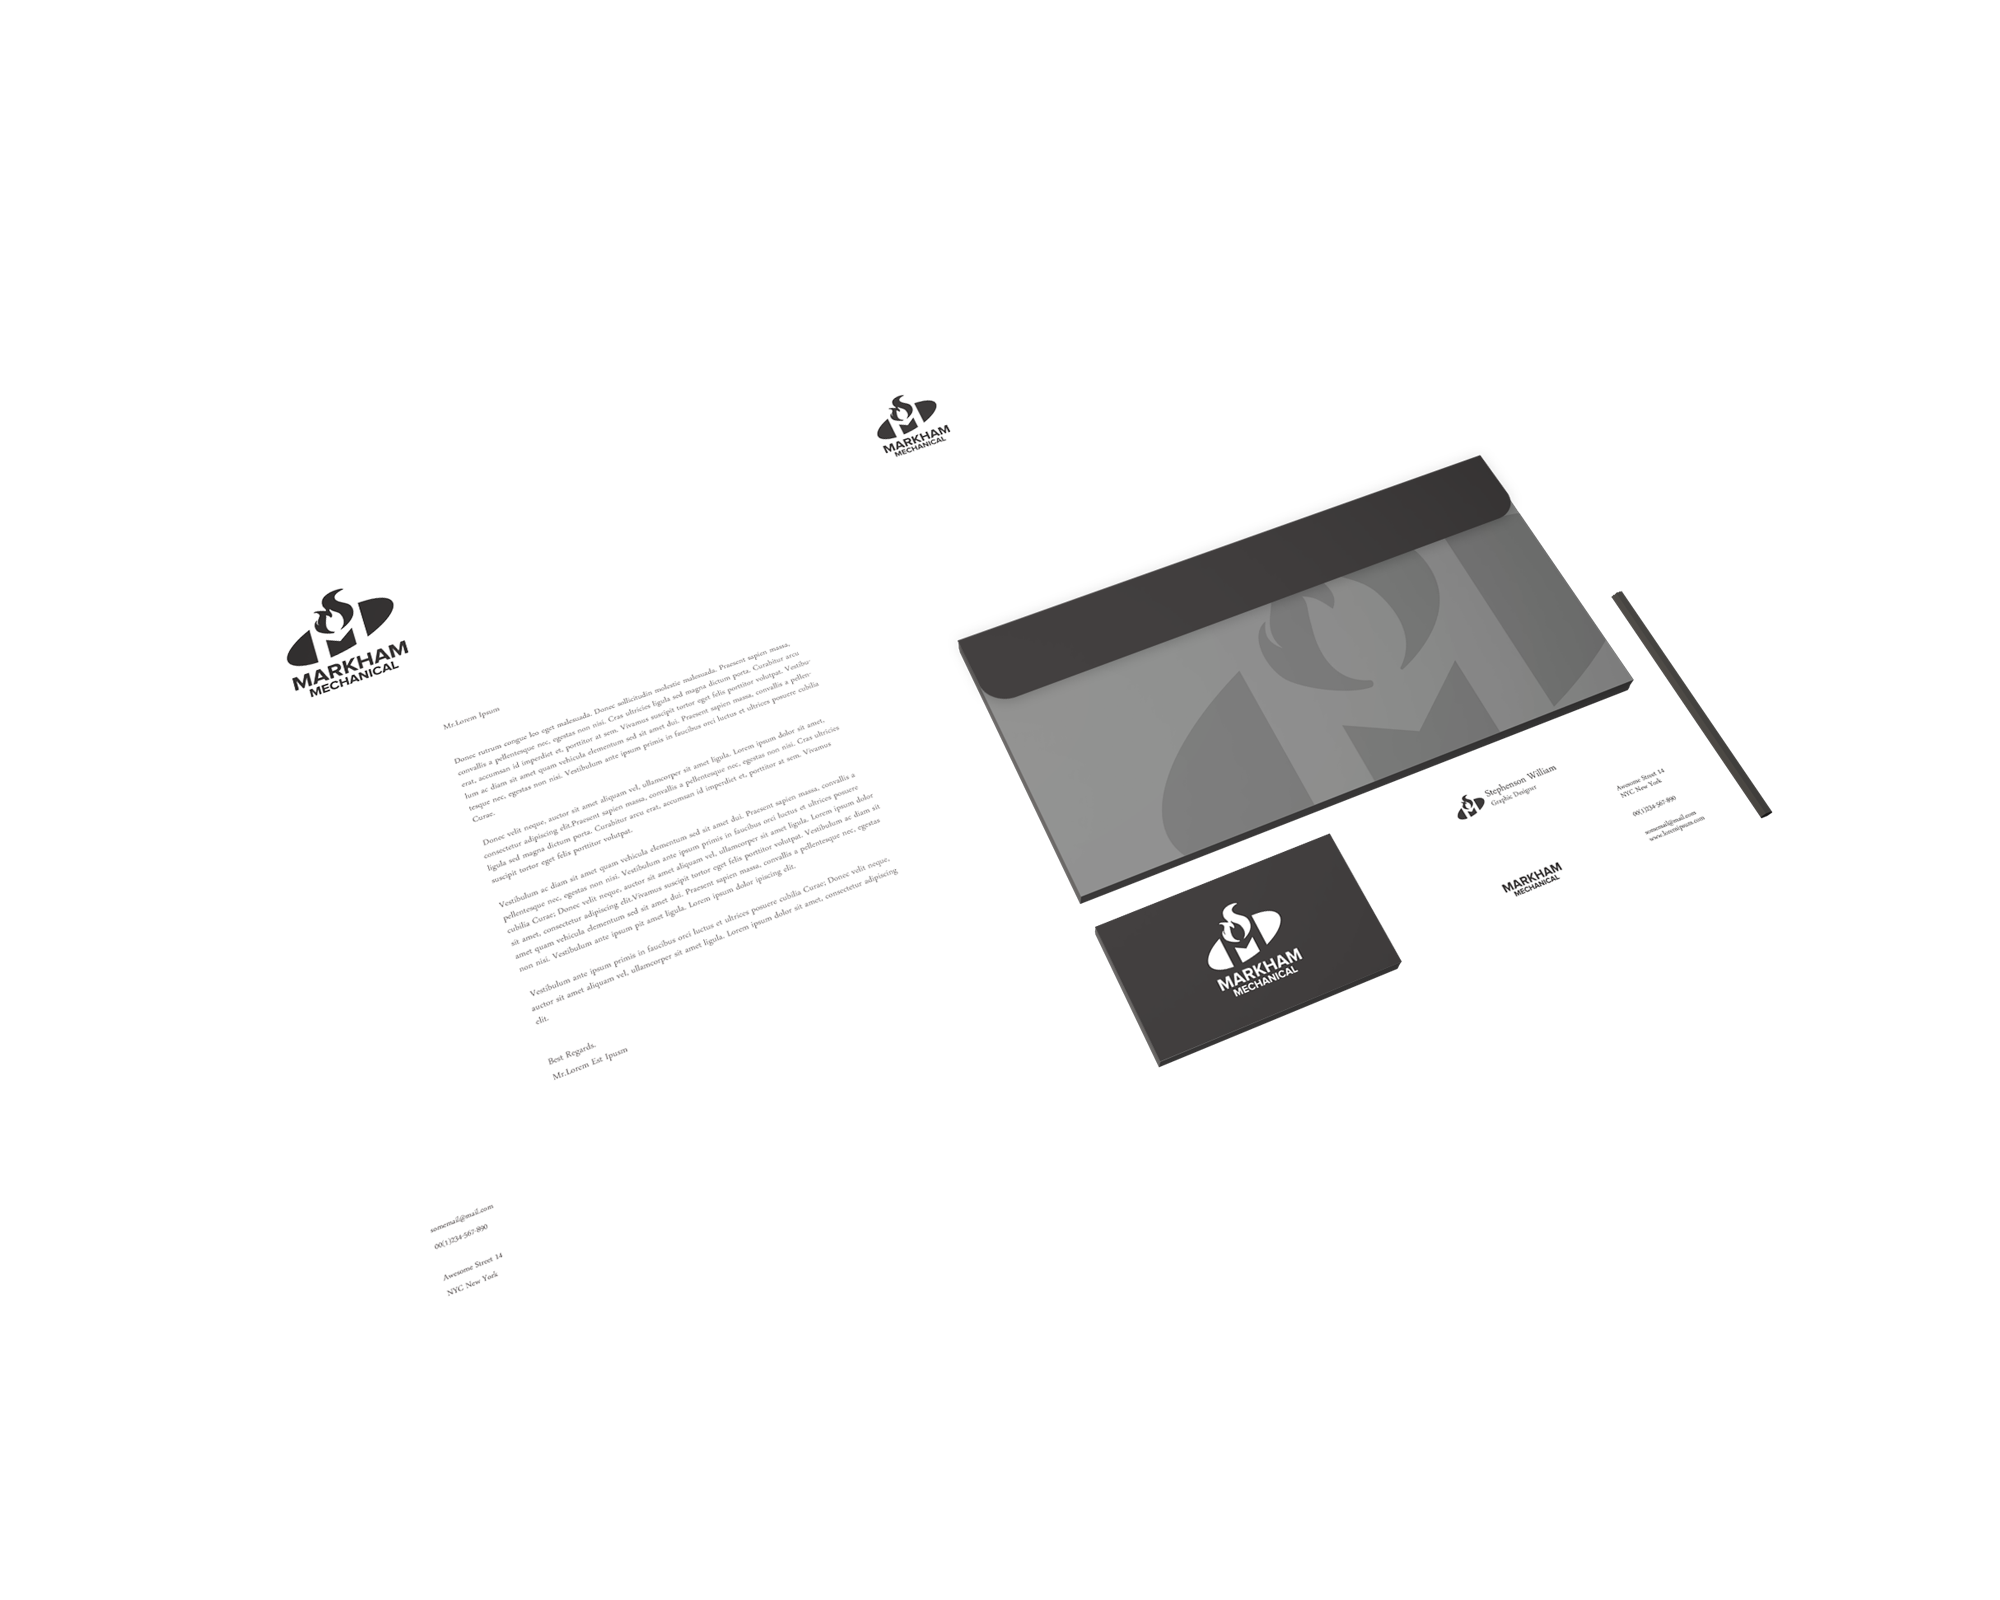 MARKHAM
MECHANICAL
Mr.Lorem Ipsum
Donec rutrum congue leo eget malesuada. Donec sollicitudin molestie malesuada. Praesent sapien massa,
convallis a pellentesque nec, egestas non nisi. Cras ultricies ligula sed magna dictum porta. Curabitur arcu
erat, accumsan id imperdiet et, porttitor at sem. Vivamus suscipit tortor eget felis porttitor volutpat. Vestibu-
lum ac diam sit amet quam vehicula elementum sed sit amet dui. Praesent sapien massa, convallis a pellen-
tesque nec, egestas non nisi. Vestibulum ante ipsum primis in faucibus orci luctus et ultrices posuere cubilia
Curae.
Donec velit neque, auctor sit amet aliquam vel, ullamcorper sit amet ligula. Lorem ipsum dolor sit amet,
consectetur adipiscing elit.Praesent sapien massa, convallis a pellentesque nec, egestas non nisi. Cras ultricies
ligula sed magna dictum porta. Curabitur arcu erat, accumsan id imperdiet et, porttitor at sem. Vivamus
suscipit tortor eget felis porttitor volutpat.
Vestibulum ac diam sit amet quam vehicula elementum sed sit amet dui. Praesent sapien massa, convallis a
pellentesque nec, egestas non nisi. Vestibulum ante ipsum primis in faucibus orci luctus et ultrices posuere
cubilia Curae; Donec velit neque, auctor sit amet aliquam vel, ullamcorper sit amet ligula. Lorem ipsum dolor
sit amet, consectetur adipiscing elit.Vivamus suscipit tortor eget felis porttitor volutpat. Vestibulum ac diam sit
amet quam vehicula elementum sed sit amet dui. Praesent sapien massa, convallis a pellentesque nec, egestas
non nisi. Vestibulum ante ipsum pit amet ligula. Lorem ipsum dolor ipiscing elit.
Vestibulum ante ipsum primis in faucibus orci luctus et ultrices posuere cubilia Curae; Donec velit neque,
auctor sit amet aliquam vel, ullamcorper sit amet ligula. Lorem ipsum dolor sit amet, consectetur adipiscing
elit.
Best Regards.
Mr.Lorem Est Ipusm
somemail@mail.com
00(1)234-567-890
Awesome Street 14
NYC New York
MARKHAM
MECHANICAL
MARKHAM
MECHANICAL
Stephenson William
Graphic Designer
Awesome Street 14
NYC New York
00(1)234-567-890
somemail@mail.com
www.loremipsum.com
MARKHAM
MECHANICAL